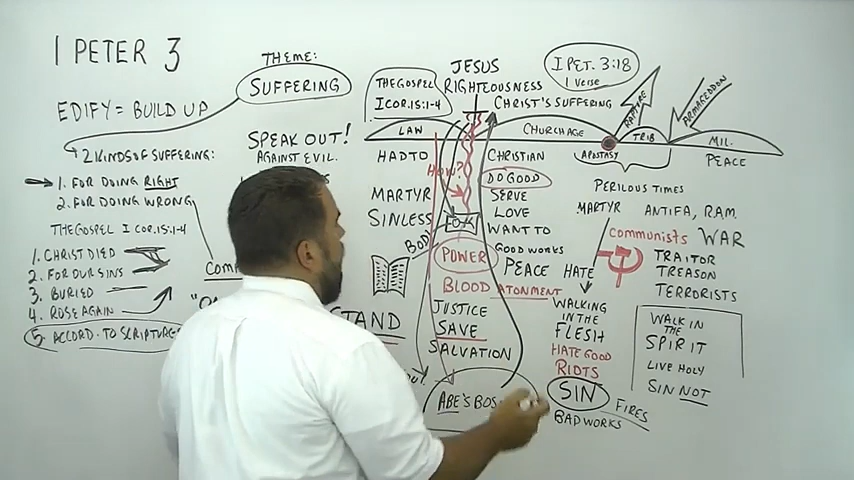 1 PETER 3
THEME:
SUFFERING
EDIFY = BUILD UP
2 KINDS OF SUFFERING:
1. FOR DOING RIGHT
2. FOR DOING WRONG
THE GOSPEL I COR.15:1-4
1. CHRIST DIED
2. FOR OUR SINS
3. BURIED
4. ROSE AGAIN
5. ACCORD. TO SCRIPTURES
SPEAK OUT!
AGAINST EVIL.
STAND
THE GOSPEL
I COR.15:1-4
JESUS
RIGHTEOUSNESS
CHRIST'S SUFFERING
I PET. 3:18
1 VERSE
LAW
CHURCH AGE
RAPTURE
TRIB
ARMAGEDDON
MIL.
PEACE
APOSTASY
HAD TO
MARTYR
SINLESS
BODY
HOW?
POWER
BLOOD ATONMENT
JUSTICE
SAVE
SALVATION
ABE'S BOS
CHRISTIAN
DO GOOD
SERVE
LOVE
WANT TO
GOOD WORKS
PEACE
PERILOUS TIMES
MARTYR
HATE
WALKING
IN THE
FLESH
HATE GOOD
RIOTS
SIN
FIRES
BAD WORKS
ANTIFA, R.A.M.
COMMUNISTS
WAR
TRAITOR
TREASON
TERRORISTS
WALK IN
THE
SPIRIT
LIVE HOLY
SIN NOT